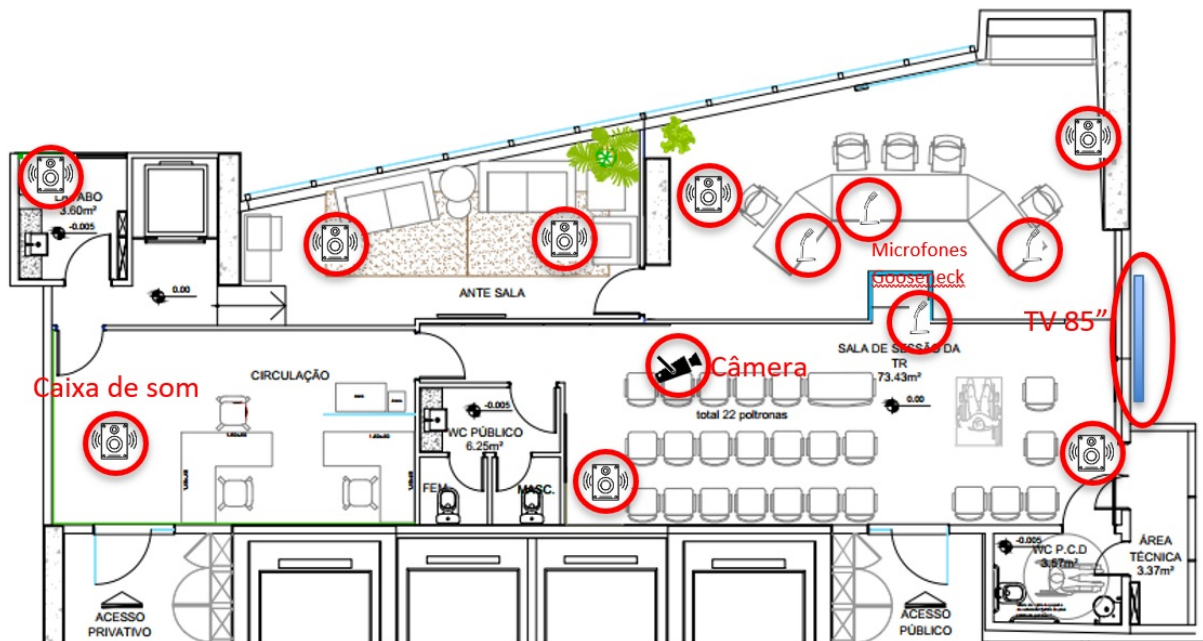 LAVABO
3.60m²
-0.005
0.00
ANTE SALA
Microfones
Gooseneck
TV 85”
Caixa de som
CIRCULAÇÃO
Câmera
SALA DE SESSÃO DA
TR
73.43m²
0.00
total 22 poltronas
-0.005
WC PÚBLICO
6.25m²
FEM.
MASC.
-0.005
WC P.C.D
3.57m²
ÁREA
TÉCNICA
3.37m²
ACESSO
PRIVATIVO
ACESSO
PÚBLICO